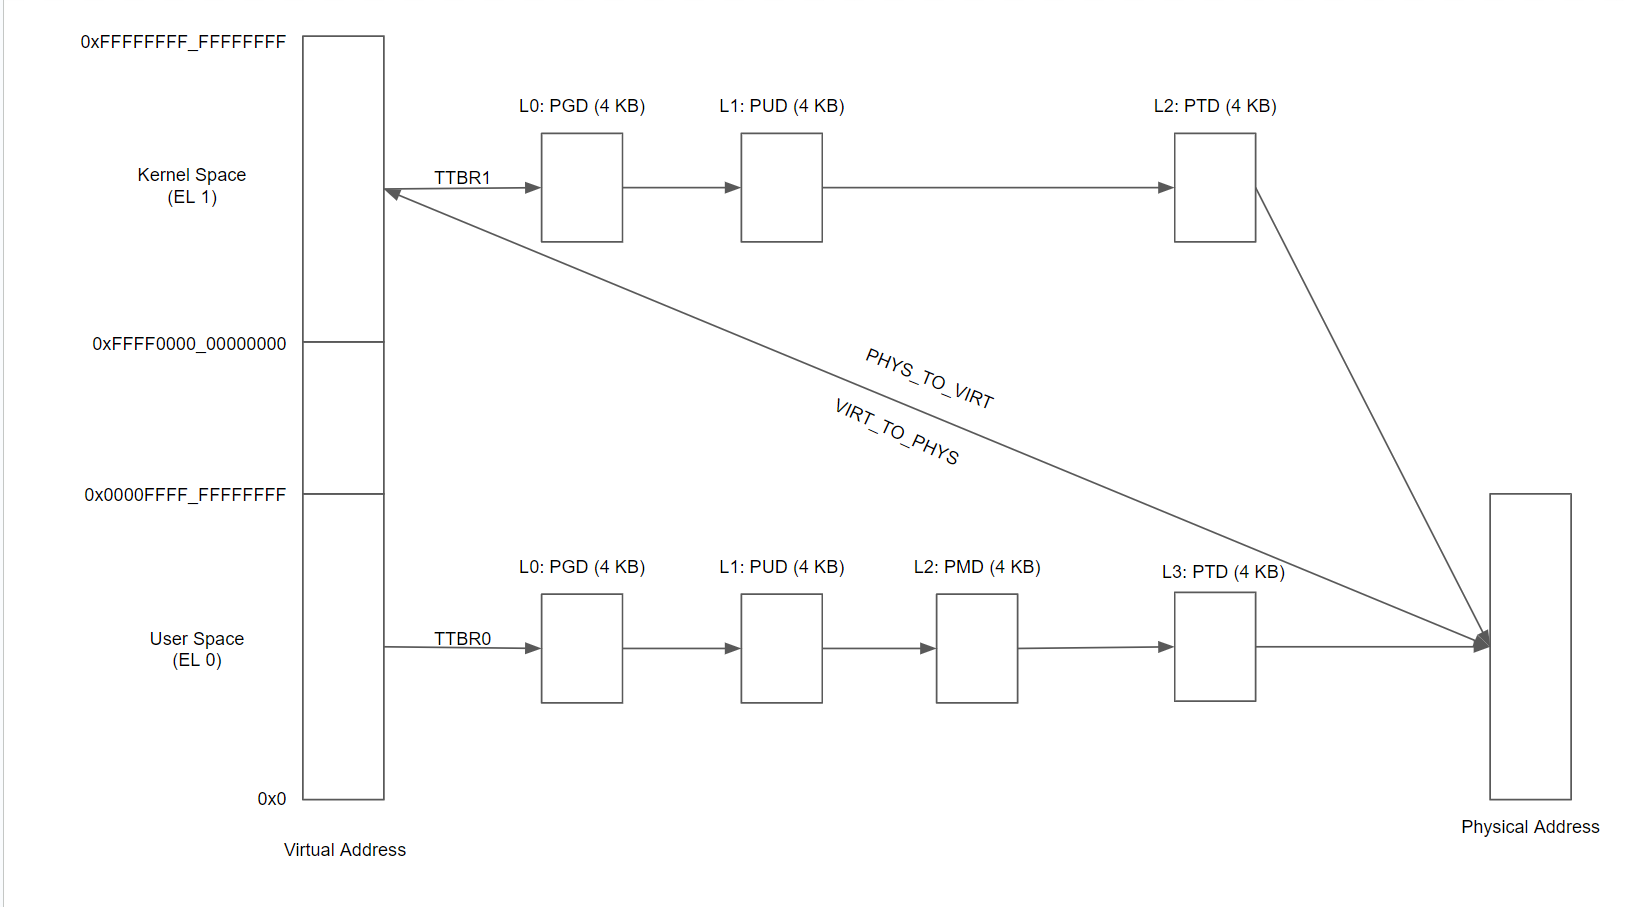 0xFFFFFFFF_FFFFFFFF
L0: PGD (4 KB)
L1: PUD (4 KB)
L2: PTD (4 KB)
Kernel Space
(EL 1)
TTBR1
0xFFFF0000_00000000
PHYS_TO_VIRT
VIRT_TO_PHYS
0x0000FFFF_FFFFFFFF
L0: PGD (4 KB)
L1: PUD (4 KB)
L2: PMD (4 KB)
L3: PTD (4 KB)
User Space
(EL 0)
TTBR0
0x0
Physical Address
Virtual Address